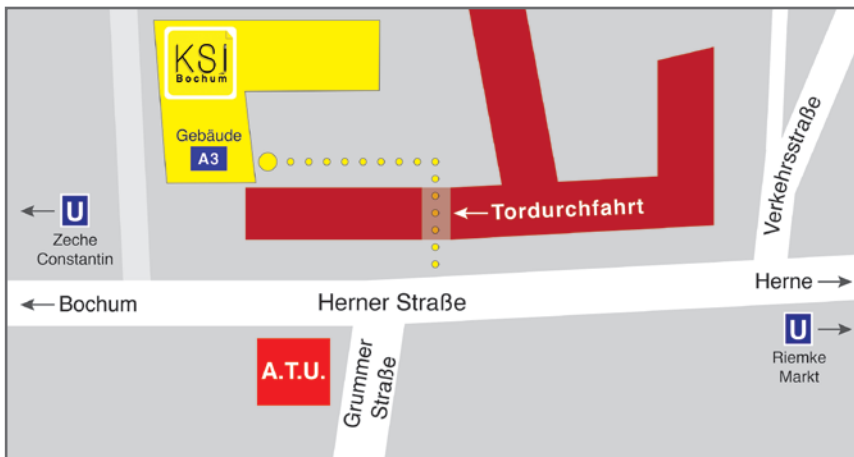 KSI
Bochum
Gebäude
A3
Tordurchfahrt
Verkehrsstraße
U
Zeche
Constantin
Bochum
Herner Straße
Herne
U
Riemke
Markt
A.T.U.
Grummer
Straße